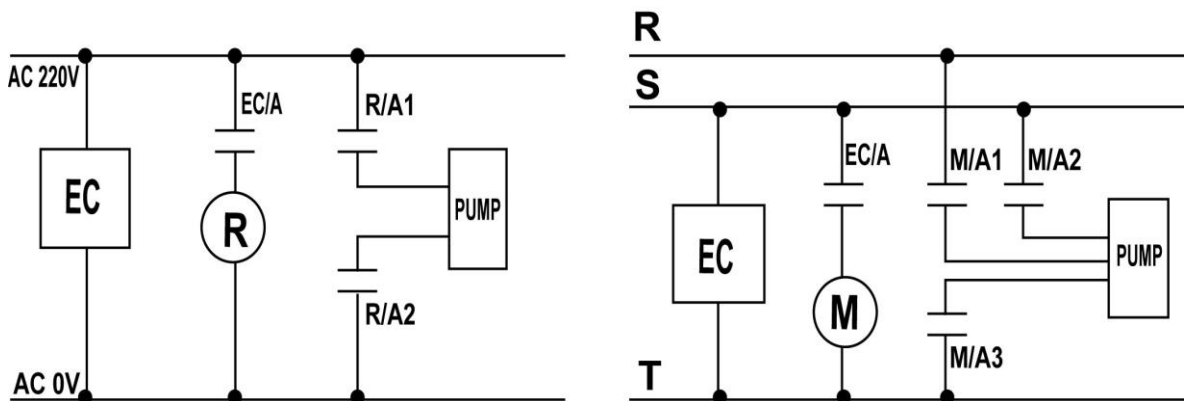 AC 220V
EC/A
R/A1
EC
R
PUMP
R/A2
AC 0V
R
S
EC/A
M/A1
M/A2
EC
M
PUMP
M/A3
T